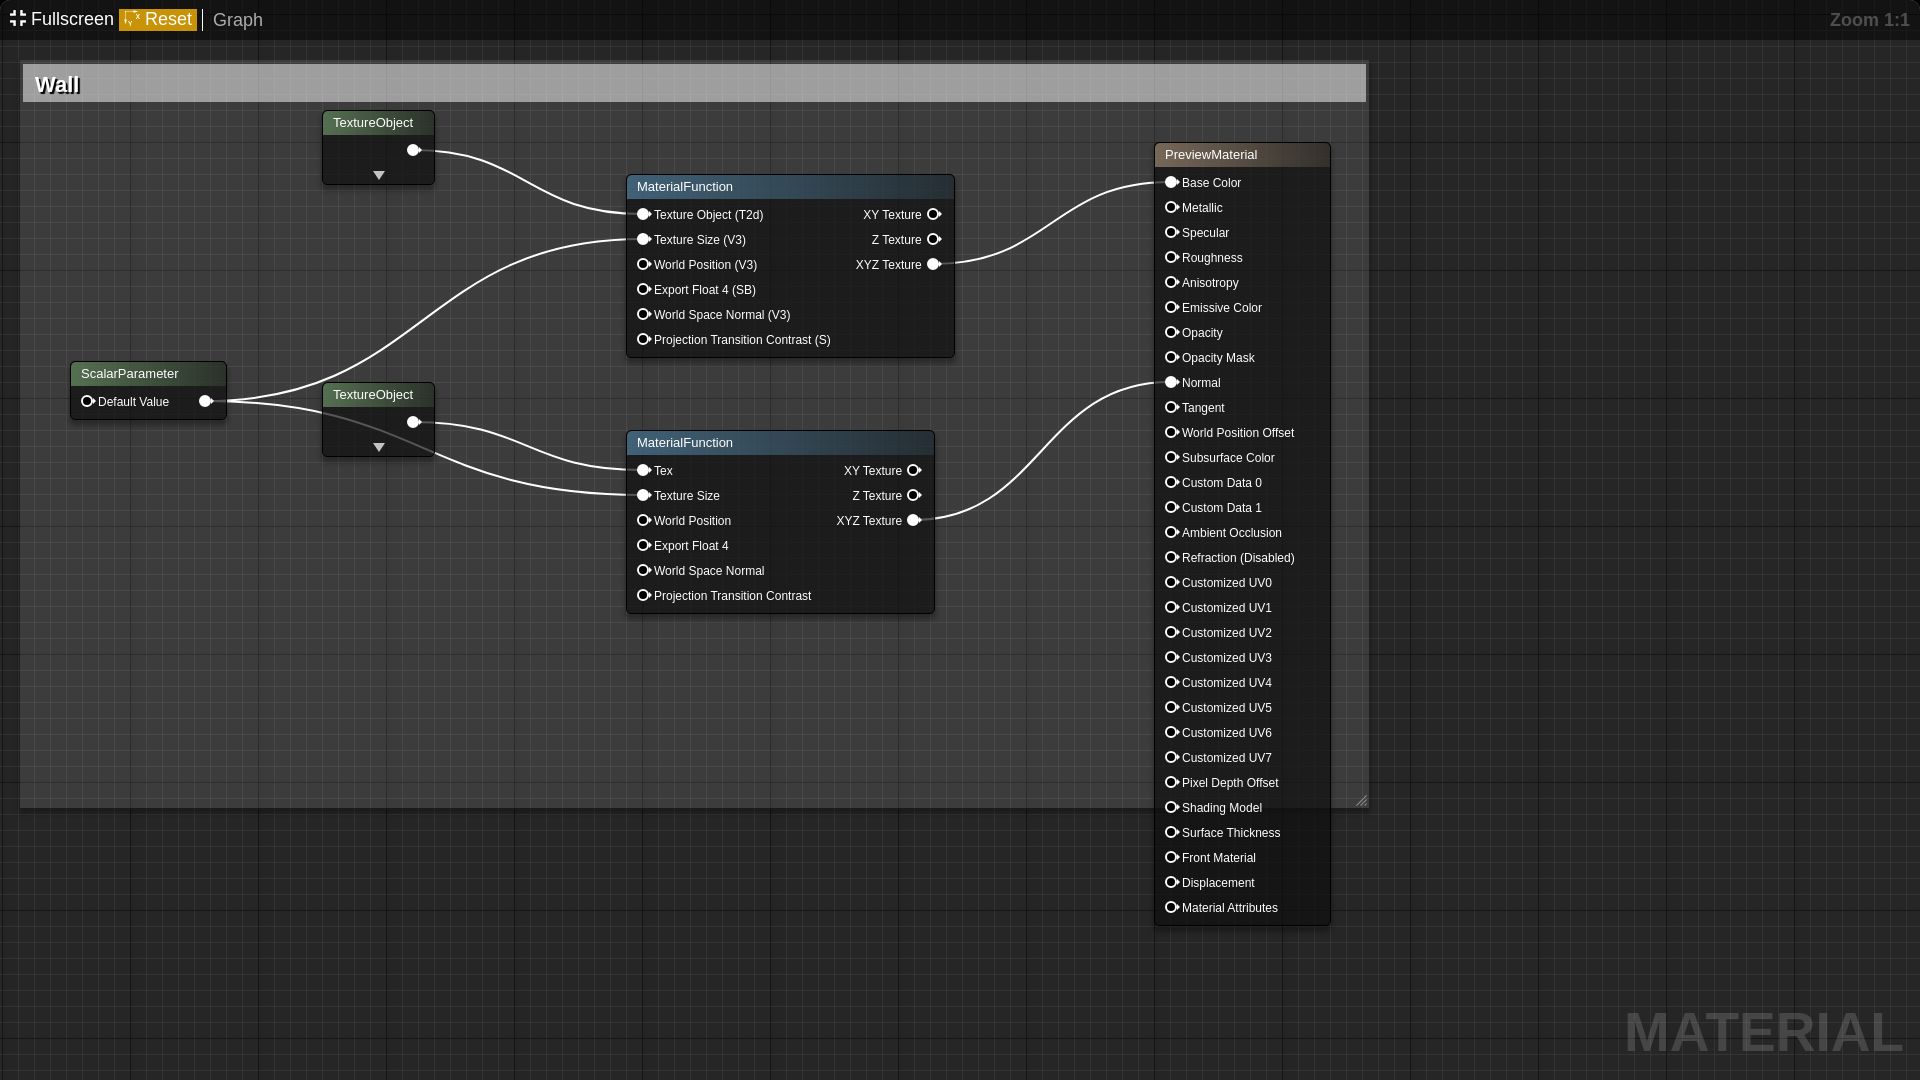 Fullscreen Reset Graph Zoom 1:1
Wall
TextureObject
MaterialFunction
Texture Object (T2d) XY Texture
Texture Size (V3) Z Texture
World Position (V3) XYZ Texture
Export Float 4 (SB)
World Space Normal (V3)
Projection Transition Contrast (S)
ScalarParameter
Default Value
TextureObject
MaterialFunction
Tex XY Texture
Texture Size Z Texture
World Position XYZ Texture
Export Float 4
World Space Normal
Projection Transition Contrast
PreviewMaterial
Base Color
Metallic
Specular
Roughness
Anisotropy
Emissive Color
Opacity
Opacity Mask
Normal
Tangent
World Position Offset
Subsurface Color
Custom Data 0
Custom Data 1
Ambient Occlusion
Refraction (Disabled)
Customized UV0
Customized UV1
Customized UV2
Customized UV3
Customized UV4
Customized UV5
Customized UV6
Customized UV7
Pixel Depth Offset
Shading Model
Surface Thickness
Front Material
Displacement
Material Attributes
MATERIAL